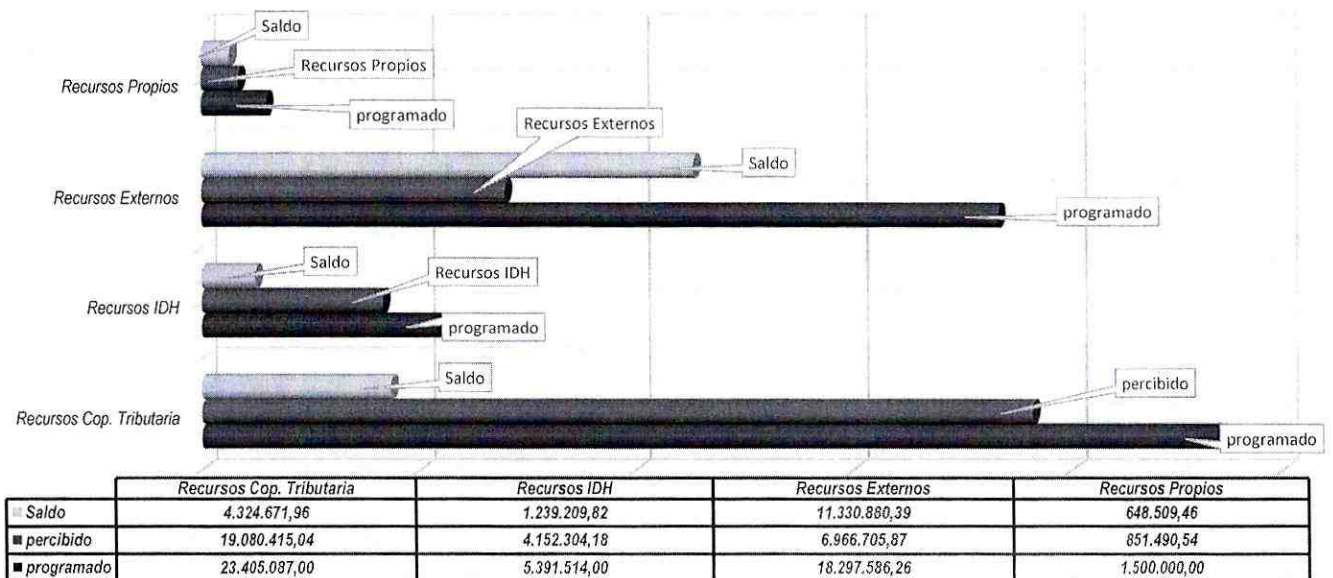 Saldo
Recursos Propios
Recursos Propios
programado
Recursos Externos
Saldo
Recursos Externos
programado
Saldo
Recursos IDH
Recursos IDH
programado
Saldo
percibido
Recursos Cop. Tributaria
programado
Recursos Cop. Tributaria Recursos IDH Recursos Externos Recursos Propios
Saldo 4.324.671,96 1.239.209,82 11.330.880,39 648.509,46
percibido 19.080.415,04 4.152.304,18 6.966.705,87 851.490,54
programado 23.405.087,00 5.391.514,00 18.297.586,26 1.500.000,00